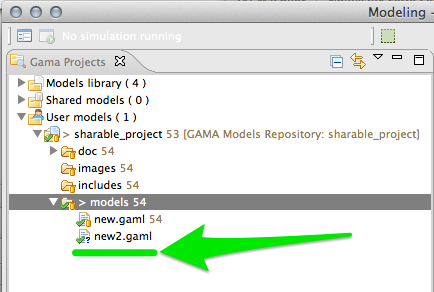 Modeling -
No simulation running
Gama Projects
Models library ( 4 )
Shared models ( 0 )
User models ( 1 )
> sharable_project 53 [GAMA Models Repository: sharable_project]
> doc 54
images 54
includes 54
> models 54
new.gaml 54
new2.gaml